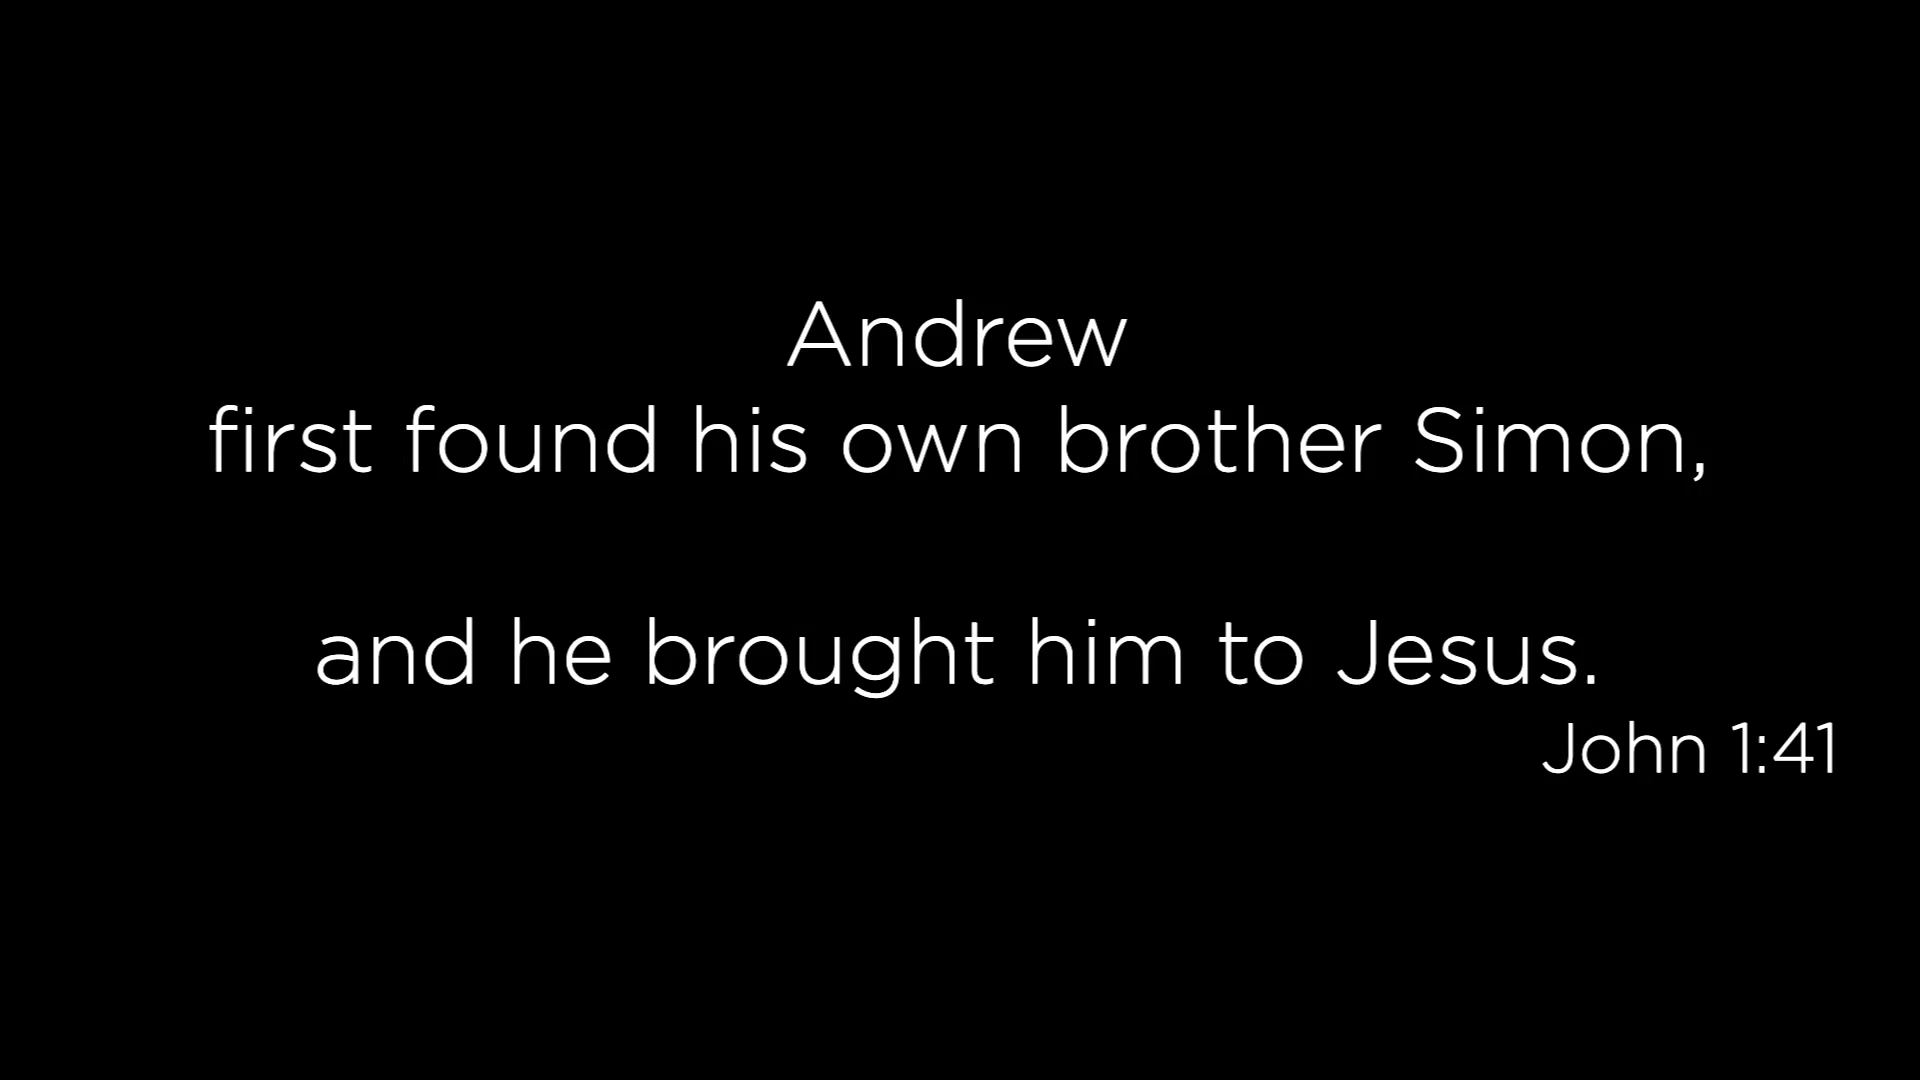 Andrew
first found his own brother Simon,
and he brought him to Jesus.
John 1:41